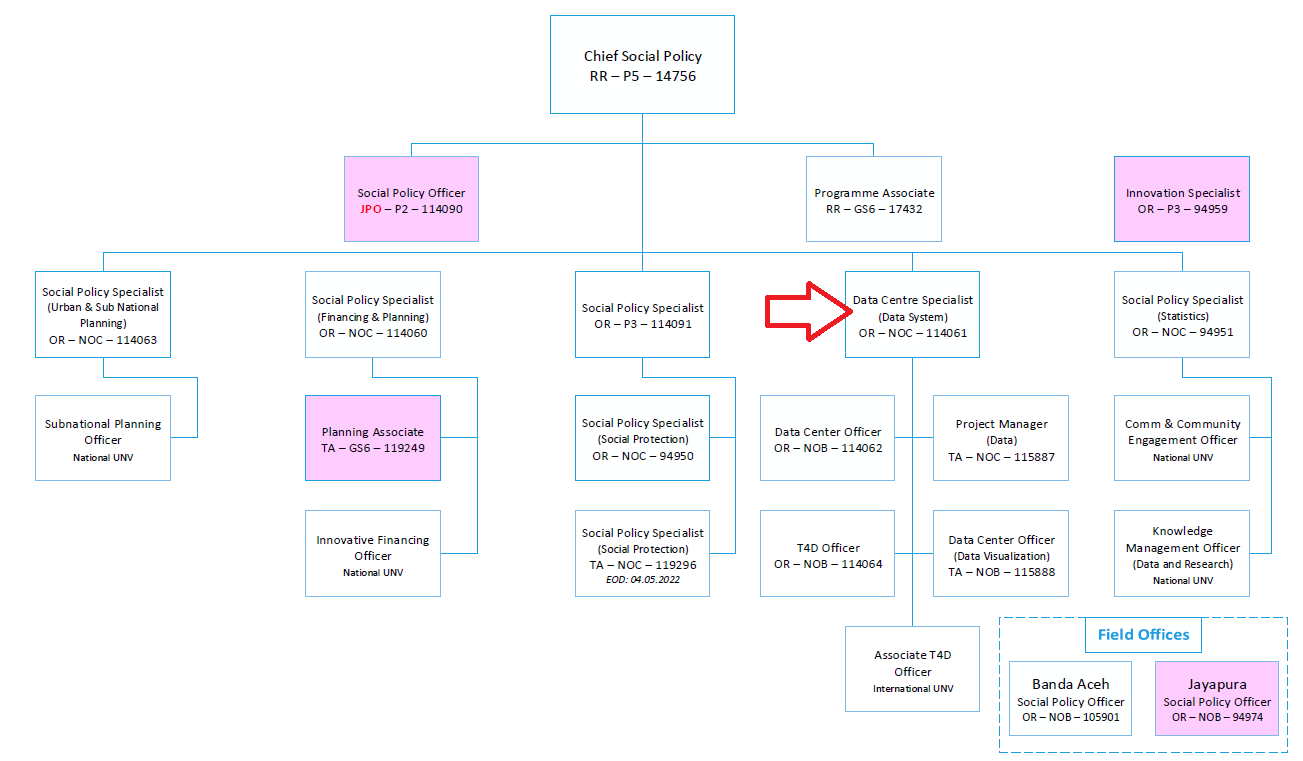 Chief Social Policy
RR – P5 – 14756
Social Policy Officer
JPO – P2 – 114090
Programme Associate
RR – GS6 – 17432
Innovation Specialist
OR – P3 – 94959
Social Policy Specialist
(Urban & Sub National
Planning)
OR – NOC – 114063
Social Policy Specialist
(Financing & Planning)
OR – NOC – 114060
Social Policy Specialist
OR – P3 – 114091
Data Centre Specialist
(Data System)
OR – NOC – 114061
Social Policy Specialist
(Statistics)
OR – NOC – 94951
Subnational Planning
Officer
National UNV
Planning Associate
TA – GS6 – 119249
Social Policy Specialist
(Social Protection)
OR – NOC – 94950
Data Center Officer
OR – NOB – 114062
Project Manager
(Data)
TA – NOC – 115887
Comm & Community
Engagement Officer
National UNV
Innovative Financing
Officer
National UNV
Social Policy Specialist
(Social Protection)
TA – NOC – 119296
EOD: 04.05.2022
T4D Officer
OR – NOB – 114064
Data Center Officer
(Data Visualization)
TA – NOB – 115888
Knowledge
Management Officer
(Data and Research)
National UNV
Associate T4D
Officer
International UNV
Field Offices
Banda Aceh
Social Policy Officer
OR – NOB – 105901
Jayapura
Social Policy Officer
OR – NOB – 94974